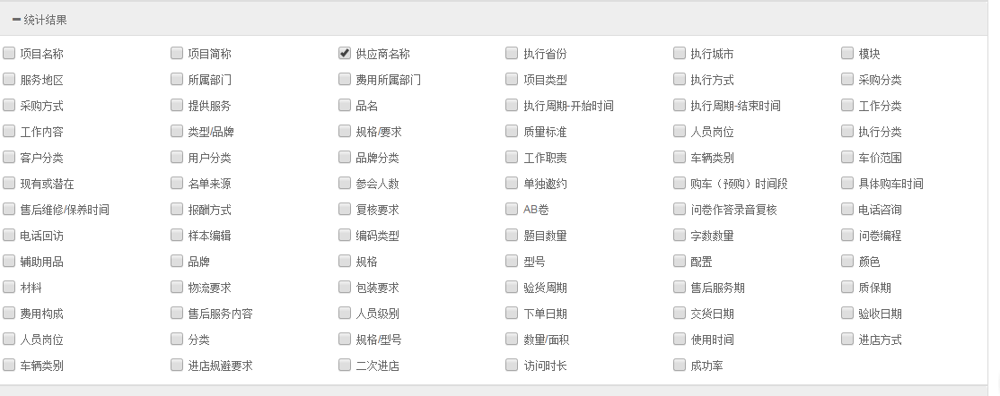 统计结果
项目名称 项目简称 供应商名称 执行省份 执行城市 模块
服务地区 所属部门 费用所属部门 项目类型 执行方式 采购分类
采购方式 提供服务 品名 执行周期-开始时间 执行周期-结束时间 工作分类
工作内容 类型/品牌 规格/要求 质量标准 人员岗位 执行分类
客户分类 用户分类 品牌分类 工作职责 车辆类别 车价范围
现有或潜在 名单来源 参会人数 单独邀约 购车（预购）时间段 具体购车时间
售后维修/保养时间 报酬方式 复核要求 AB卷 问卷作答录音复核 电话咨询
电话回访 样本编辑 编码类型 题目数量 字数数量 问卷编程
辅助用品 品牌 规格 型号 配置 颜色
材料 物流要求 包装要求 验货周期 售后服务期 质保期
费用构成 售后服务内容 人员级别 下单日期 交货日期 验收日期
人员岗位 分类 规格/型号 数量/面积 使用时间 进店方式
车辆类别 进店规避要求 二次进店 访问时长 成功率